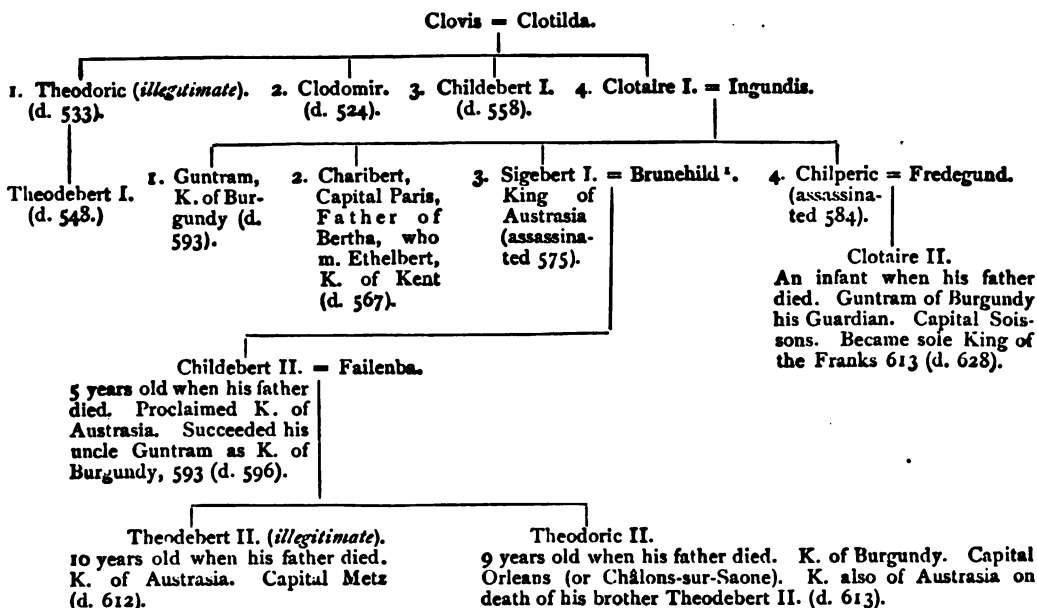 Clovis = Clotilda.
1. Theodoric (illegitimate).
(d. 533).
2. Clodomir.
(d. 524).
3. Childebert I.
(d. 558).
4. Clotaire I. = Ingundis.
Theodebert I.
(d. 548.)
1. Guntram,
K. of Bur-
gundy (d.
593).
2. Charibert,
Capital Paris,
Father of
Bertha, who
m. Ethelbert,
K. of Kent
(d. 567).
3. Sigebert I. = Brunehild ¹.
King of
Austrasia
(assassina-
ted 575).
4. Chilperic = Fredegund.
(assassina-
ted 584).
Clotaire II.
An infant when his father
died. Guntram of Burgundy
his Guardian. Capital Sois-
sons. Became sole King of
the Franks 613 (d. 628).
Childebert II. = Failenba.
5 years old when his father
died. Proclaimed K. of
Austrasia. Succeeded his
uncle Guntram as K. of
Burgundy, 593 (d. 596).
Theodebert II. (illegitimate).
10 years old when his father died.
K. of Austrasia. Capital Metz
(d. 612).
Theodoric II.
9 years old when his father died. K. of Burgundy. Capital
Orleans (or Châlons-sur-Saone). K. also of Austrasia on
death of his brother Theodebert II. (d. 613).